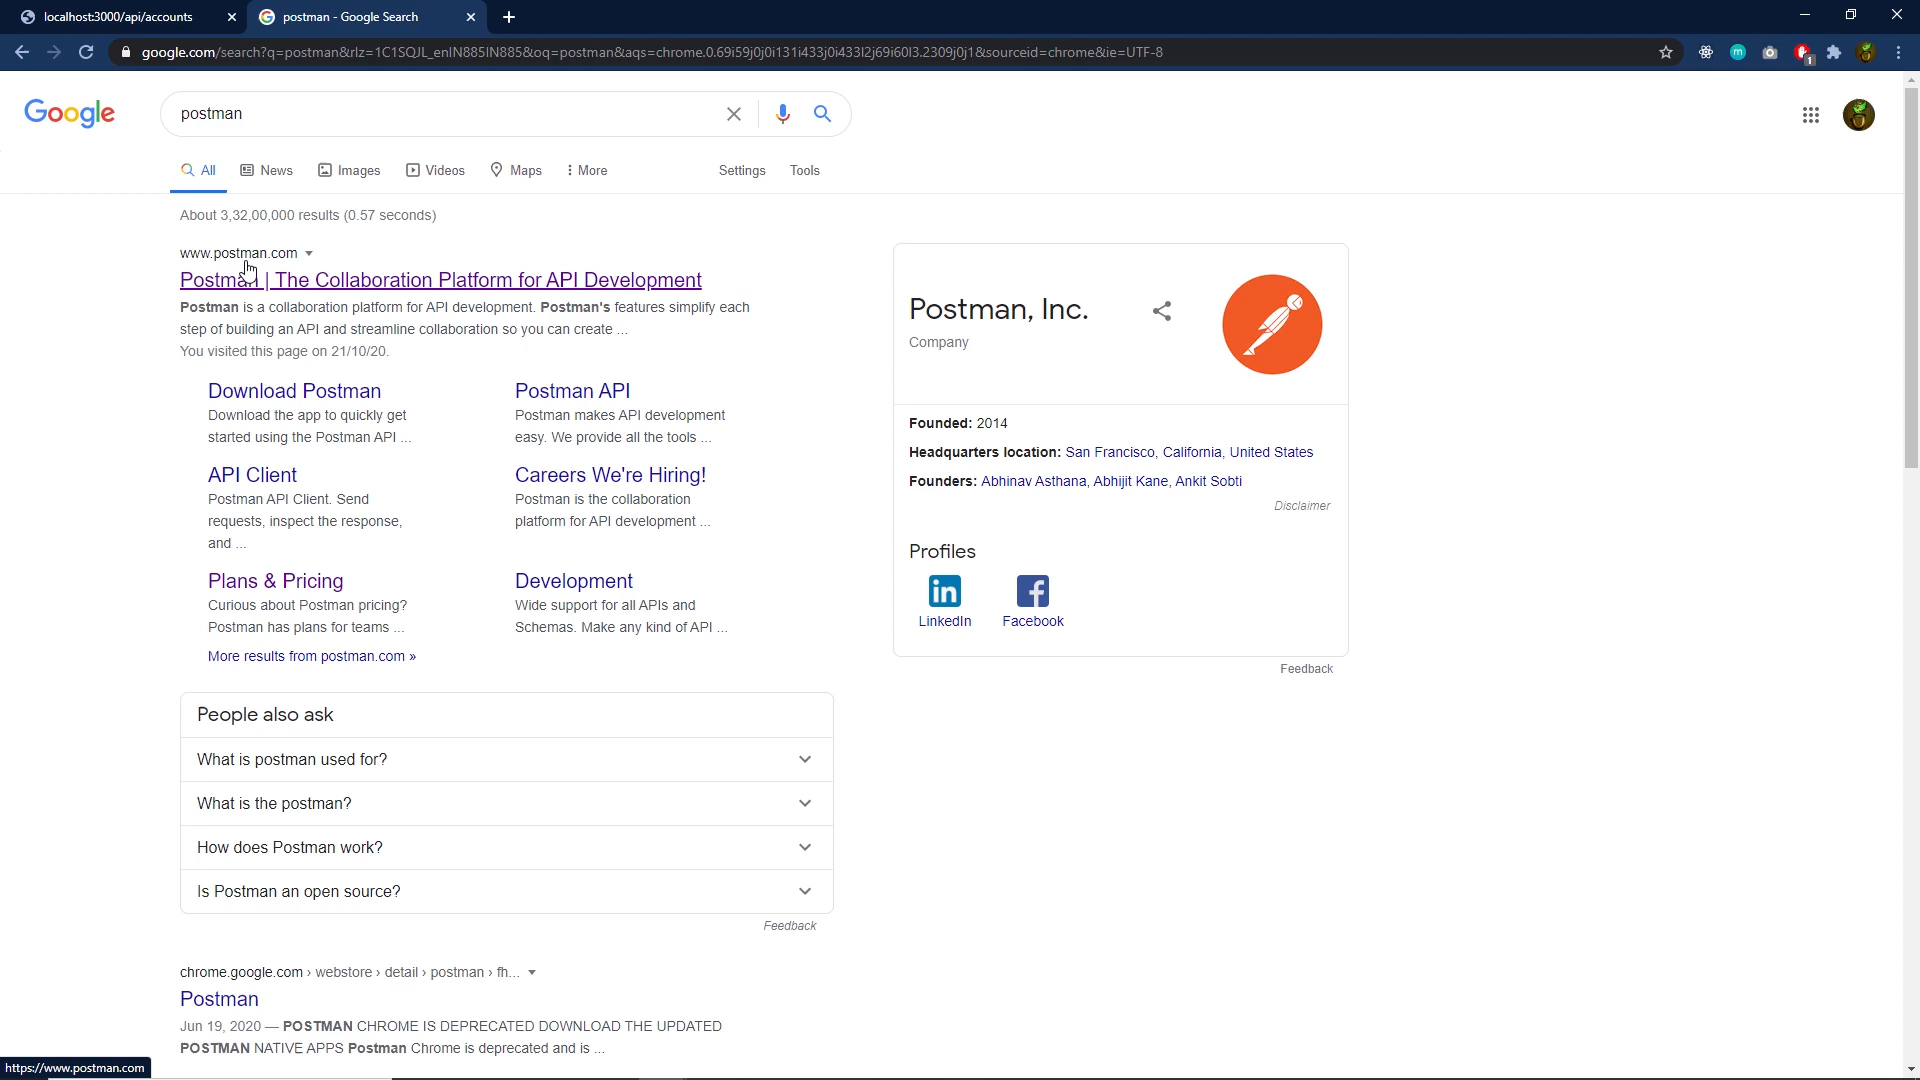 localhost:3000/api/accounts
postman - Google Search
google.com/search?q=postman&rlz=1C1SQJL_enIN885IN885&oq=postman&aqs=chrome.0.69i59j0j0i131i433j0i433l2j69i60l3.2309j0j1&sourceid=chrome&ie=UTF-8
m
1
Google
postman
All News Images Videos Maps More Settings Tools
About 3,32,00,000 results (0.57 seconds)
www.postman.com
Postman | The Collaboration Platform for API Development
Postman is a collaboration platform for API development. Postman's features simplify each
step of building an API and streamline collaboration so you can create ...
You visited this page on 21/10/20.
Download Postman
Download the app to quickly get
started using the Postman API ...
Postman API
Postman makes API development
easy. We provide all the tools ...
API Client
Postman API Client. Send
requests, inspect the response,
and ...
Careers We're Hiring!
Postman is the collaboration
platform for API development ...
Plans & Pricing
Curious about Postman pricing?
Postman has plans for teams ...
Development
Wide support for all APIs and
Schemas. Make any kind of API ...
More results from postman.com »
People also ask
What is postman used for?
What is the postman?
How does Postman work?
Is Postman an open source?
Feedback
chrome.google.com › webstore › detail › postman › fh...
Postman
Jun 19, 2020 — POSTMAN CHROME IS DEPRECATED DOWNLOAD THE UPDATED
POSTMAN NATIVE APPS Postman Chrome is deprecated and is ...
Postman, Inc.
Company
Founded: 2014
Headquarters location: San Francisco, California, United States
Founders: Abhinav Asthana, Abhijit Kane, Ankit Sobti
Disclaimer
Profiles
in
f
LinkedIn
Facebook
Feedback
https://www.postman.com